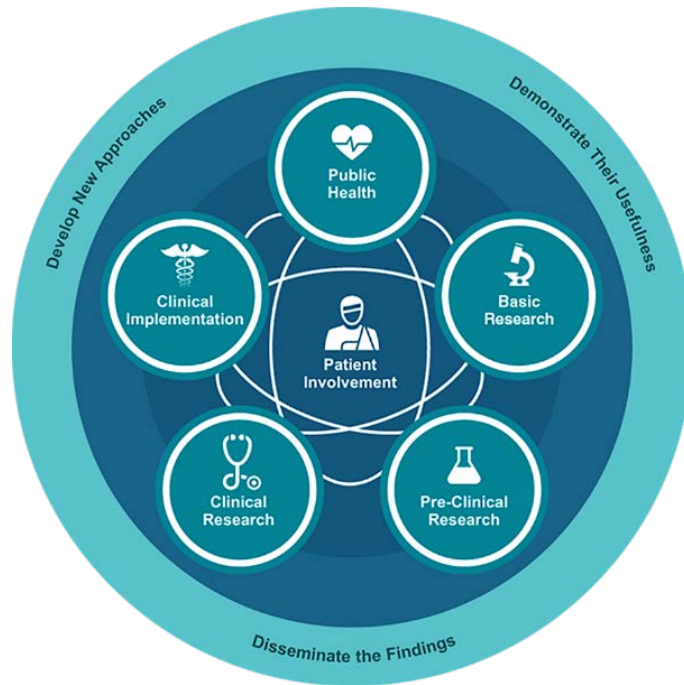 Develop New Approaches
Demonstrate Their Usefulness
Public
Health
Clinical
Implementation
Basic
Research
Patient
Involvement
Clinical
Research
Pre-Clinical
Research
Disseminate the Findings